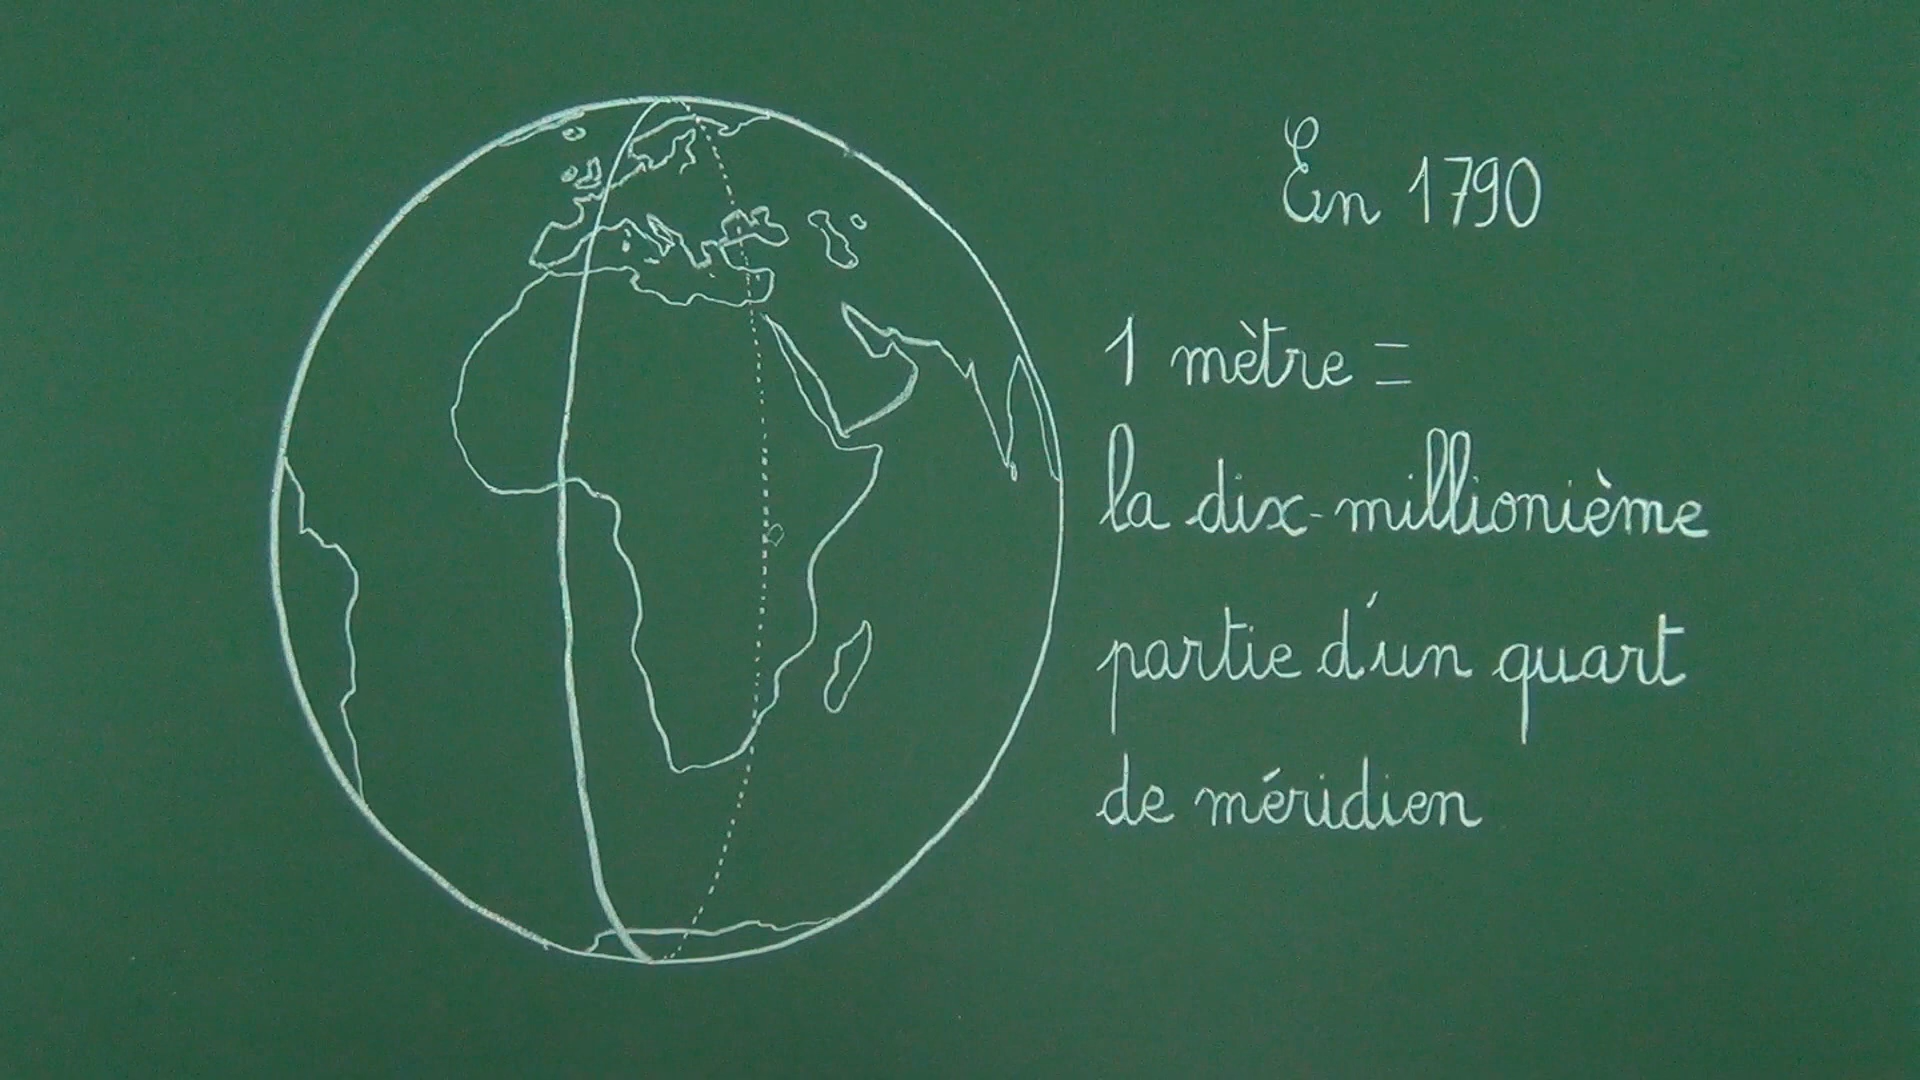 En 1790
1 mètre =
la dix-millionième
partie d'un quart
de méridien